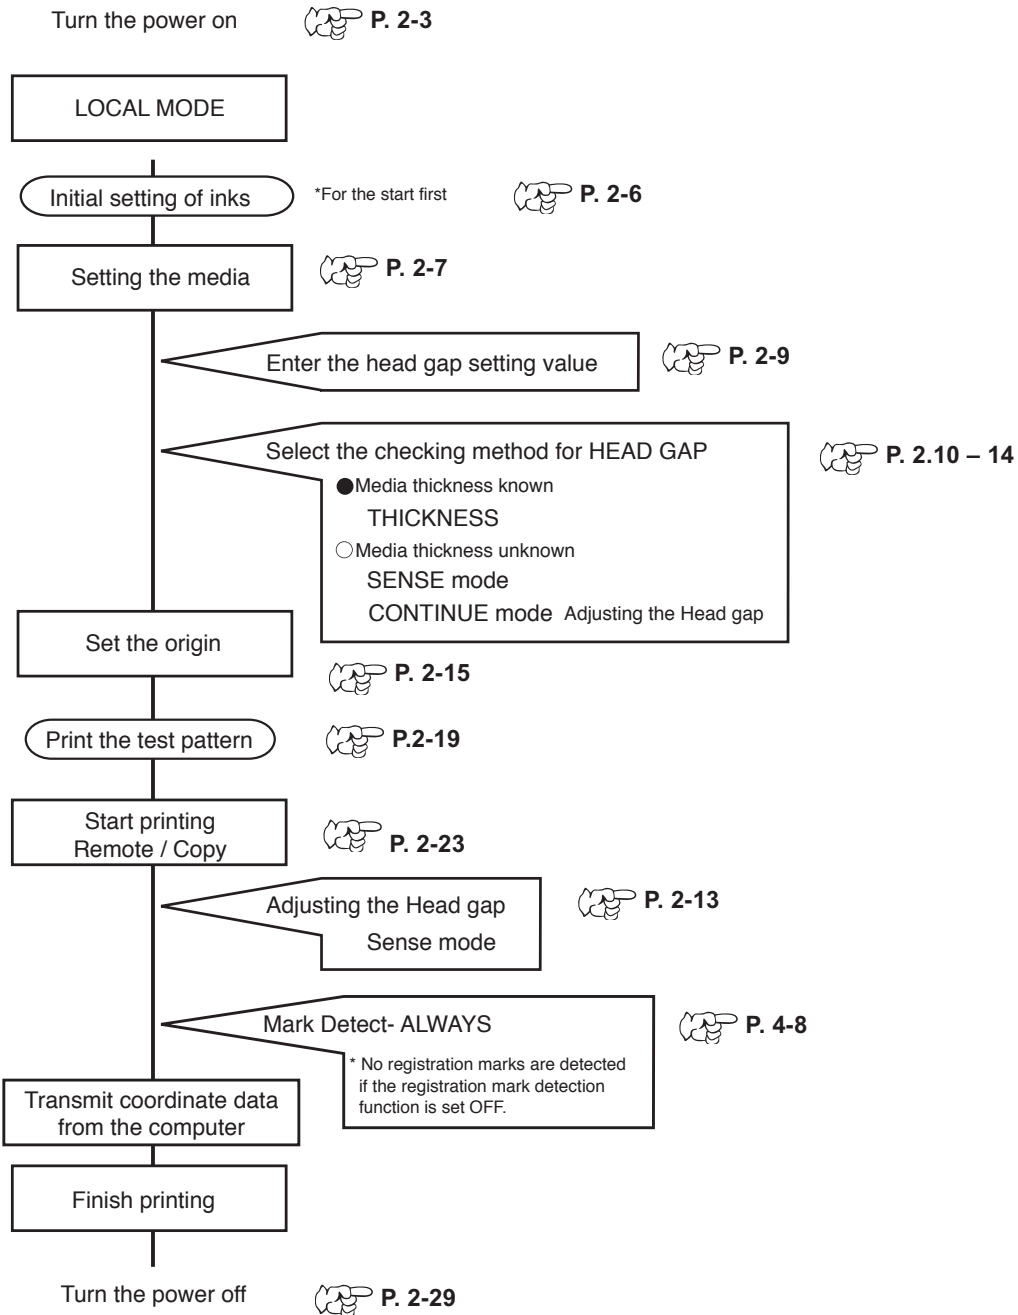 Turn the power on P. 2-3
LOCAL MODE
Initial setting of inks *For the start first P. 2-6
Setting the media P. 2-7
Enter the head gap setting value P. 2-9
Select the checking method for HEAD GAP P. 2.10 – 14
●Media thickness known
THICKNESS
○Media thickness unknown
SENSE mode
CONTINUE mode Adjusting the Head gap
Set the origin
P. 2-15
Print the test pattern P.2-19
Start printing
Remote / Copy P. 2-23
Adjusting the Head gap P. 2-13
Sense mode
Mark Detect- ALWAYS P. 4-8
* No registration marks are detected
if the registration mark detection
function is set OFF.
Transmit coordinate data
from the computer
Finish printing
Turn the power off P. 2-29